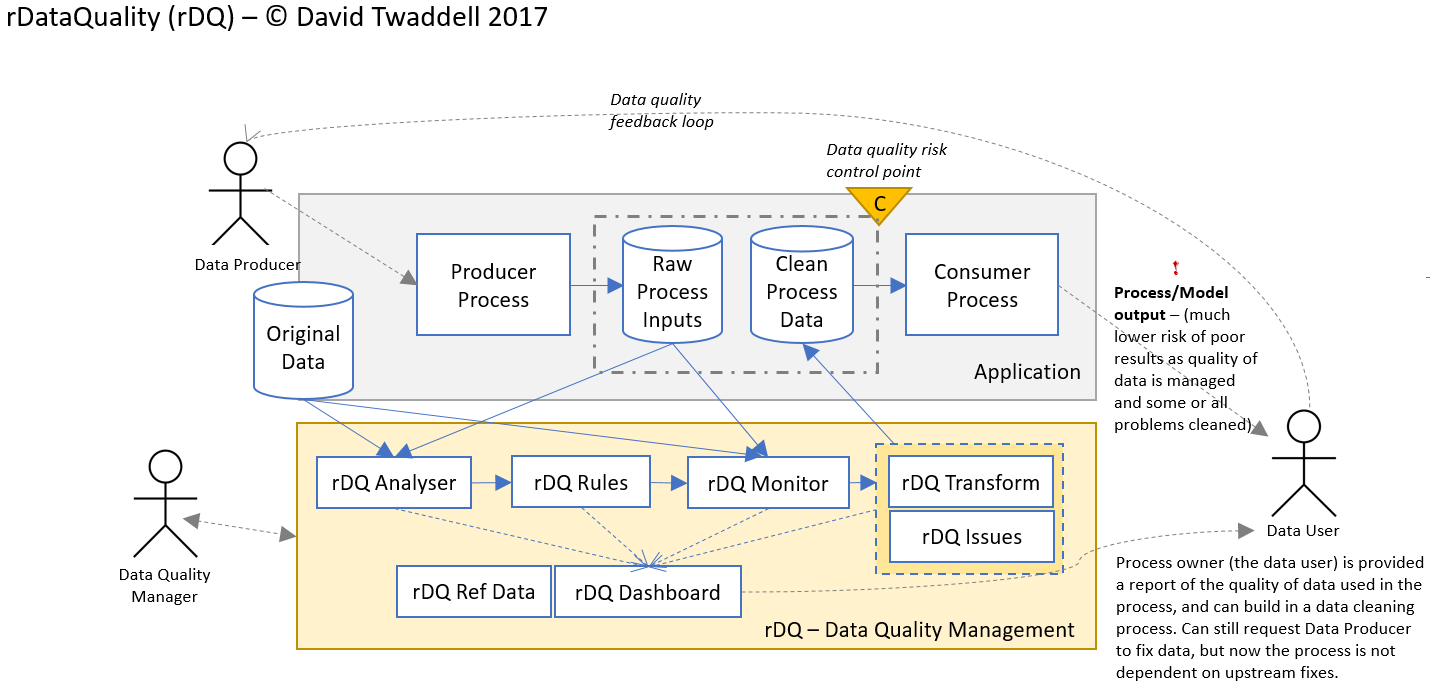 rDataQuality (rDQ) – © David Twaddell 2017
Data quality
feedback loop
Data quality risk
control point
C
Data Producer
Producer
Process
Raw
Process
Inputs
Clean
Process
Data
Consumer
Process
Application
Original
Data
!
Process/Model
output – (much
lower risk of poor
results as quality of
data is managed
and some or all
problems cleaned)
Data User
rDQ Analyser
rDQ Rules
rDQ Monitor
rDQ Transform
rDQ Issues
Data Quality
Manager
rDQ Ref Data
rDQ Dashboard
rDQ – Data Quality Management
Process owner (the data user) is provided
a report of the quality of data used in the
process, and can build in a data cleaning
process. Can still request Data Producer
to fix data, but now the process is not
dependent on upstream fixes.